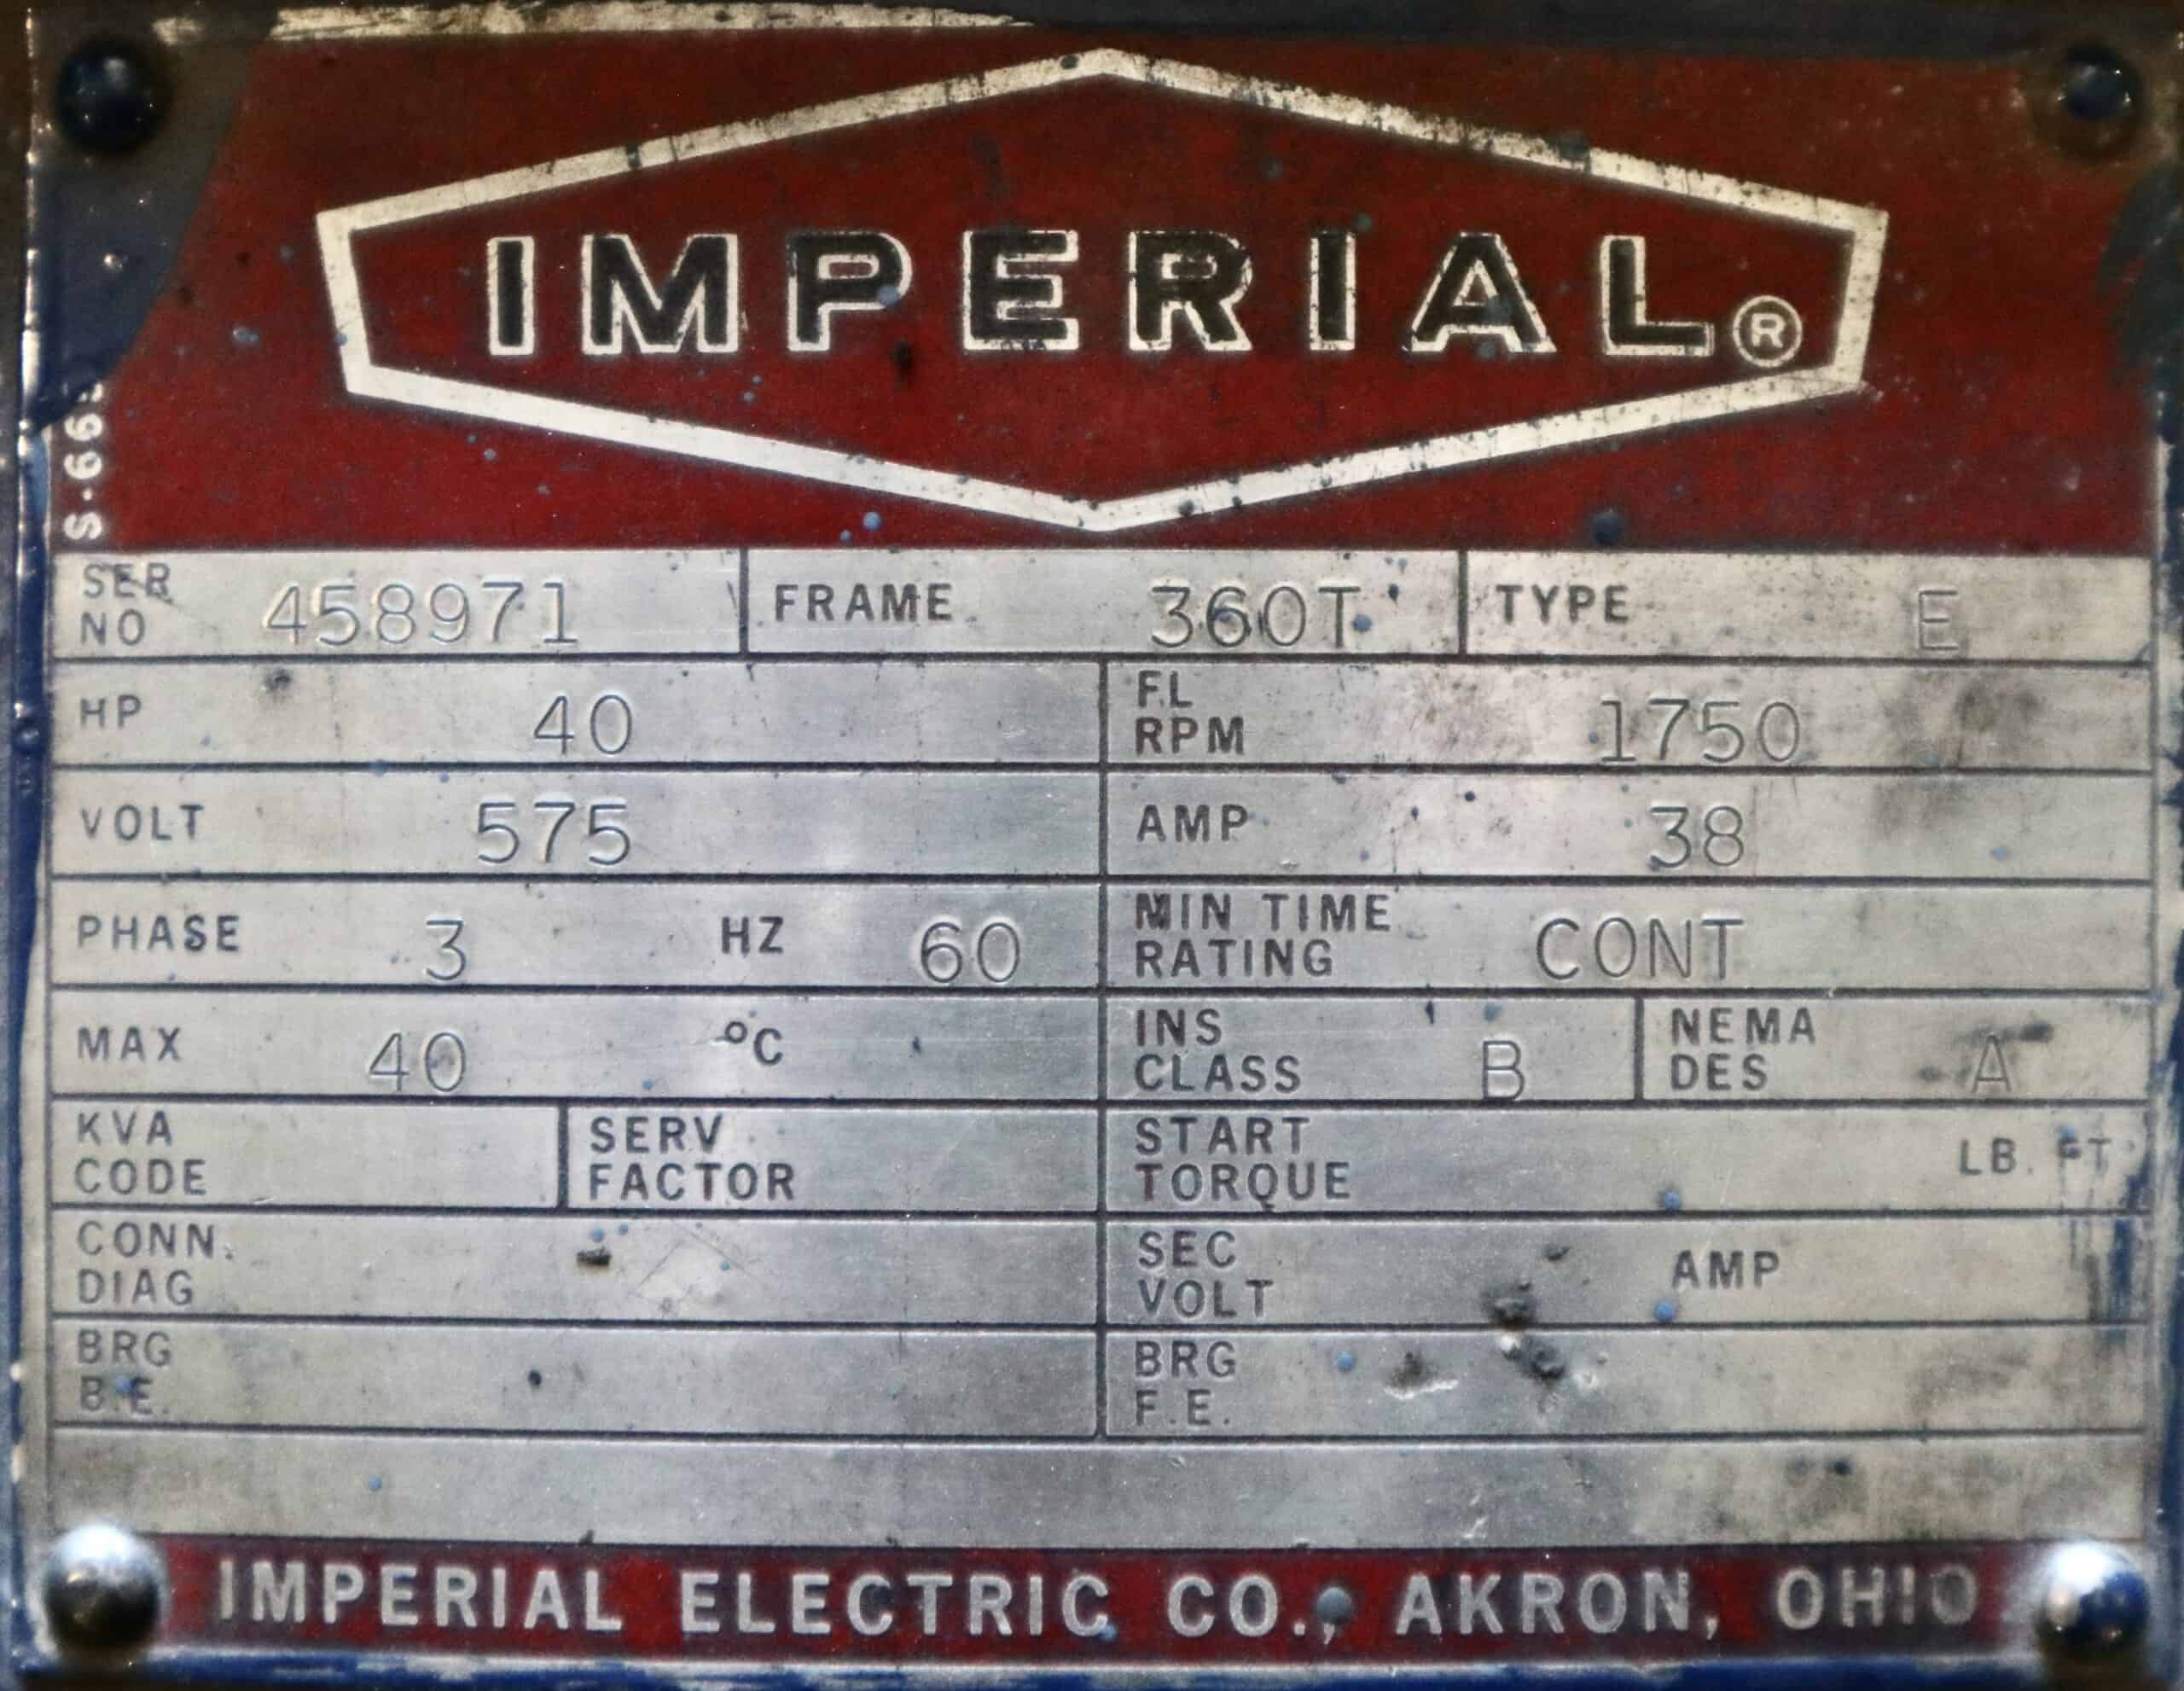 IMPERIAL®
SER NO 458971 FRAME 360T TYPE E
HP 40 FL RPM 1750
VOLT 575 AMP 38
PHASE 3 HZ 60 MIN TIME RATING CONT
MAX 40 °C INS CLASS B NEMA DES A
KVA CODE SERV FACTOR START TORQUE LB. FT
CONN. DIAG SEC VOLT AMP
BRG B.E. BRG F.E.
IMPERIAL ELECTRIC CO., AKRON, OHIO